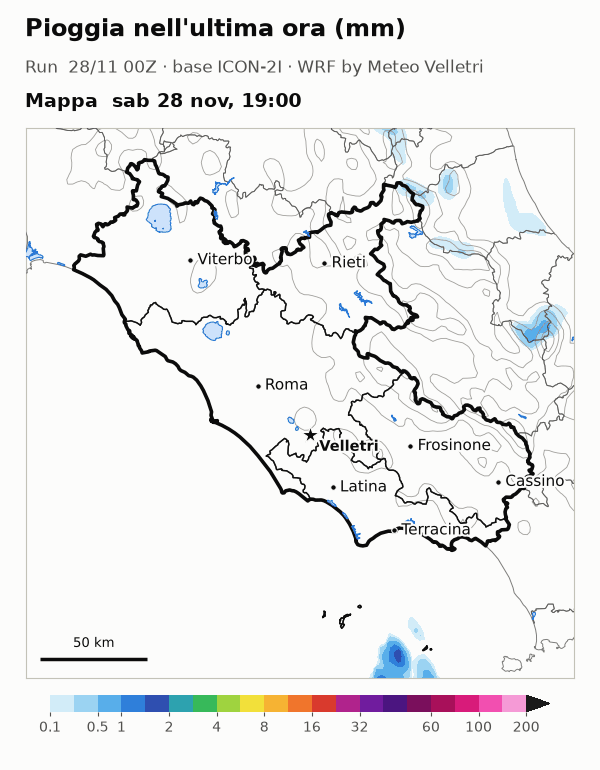 Pioggia nell'ultima ora (mm)
Run  28/11 00Z · base ICON-2I · WRF by Meteo Velletri
Mappa  sab 28 nov, 19:00
Viterbo
Rieti
Roma
Velletri
Frosinone
Latina
Cassino
Terracina
50 km
0.1 0.5 1 2 4 8 16 32 60 100 200